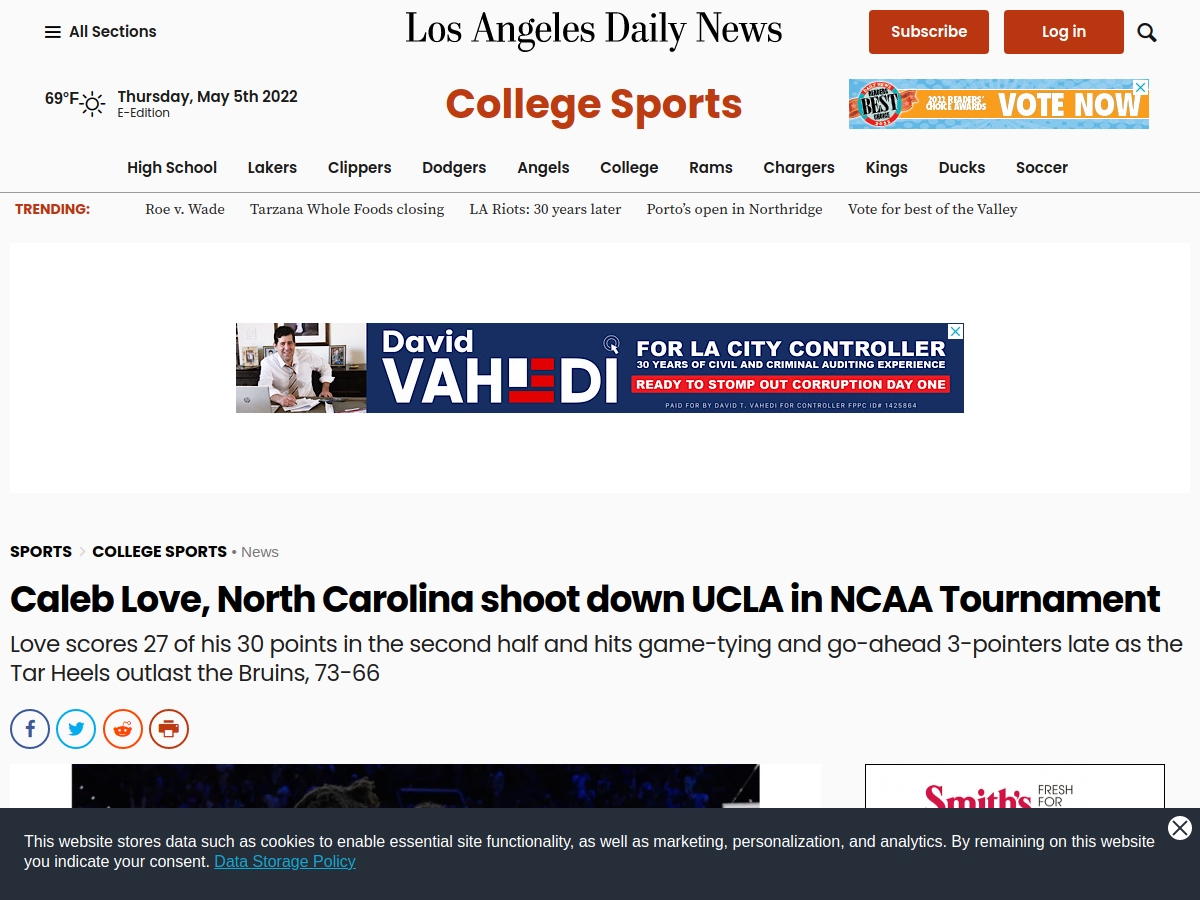 All Sections
Los Angeles Daily News
Subscribe
Log in
69°F
Thursday, May 5th 2022
E-Edition
College Sports
READERS
BEST
CHOICE
2022
2022 READERS'
CHOICE AWARDS
VOTE NOW
High School Lakers Clippers Dodgers Angels College Rams Chargers Kings Ducks Soccer
TRENDING: Roe v. Wade Tarzana Whole Foods closing LA Riots: 30 years later Porto's open in Northridge Vote for best of the Valley
David
VAHEDI
FOR LA CITY CONTROLLER
30 YEARS OF CIVIL AND CRIMINAL AUDITING EXPERIENCE
READY TO STOMP OUT CORRUPTION DAY ONE
PAID FOR BY DAVID T. VAHEDI FOR CONTROLLER FPPC ID# 1425864
SPORTS COLLEGE SPORTS • News
Caleb Love, North Carolina shoot down UCLA in NCAA Tournament
Love scores 27 of his 30 points in the second half and hits game-tying and go-ahead 3-pointers late as the
Tar Heels outlast the Bruins, 73-66
Smith's
FRESH
FOR
This website stores data such as cookies to enable essential site functionality, as well as marketing, personalization, and analytics. By remaining on this website
you indicate your consent. Data Storage Policy